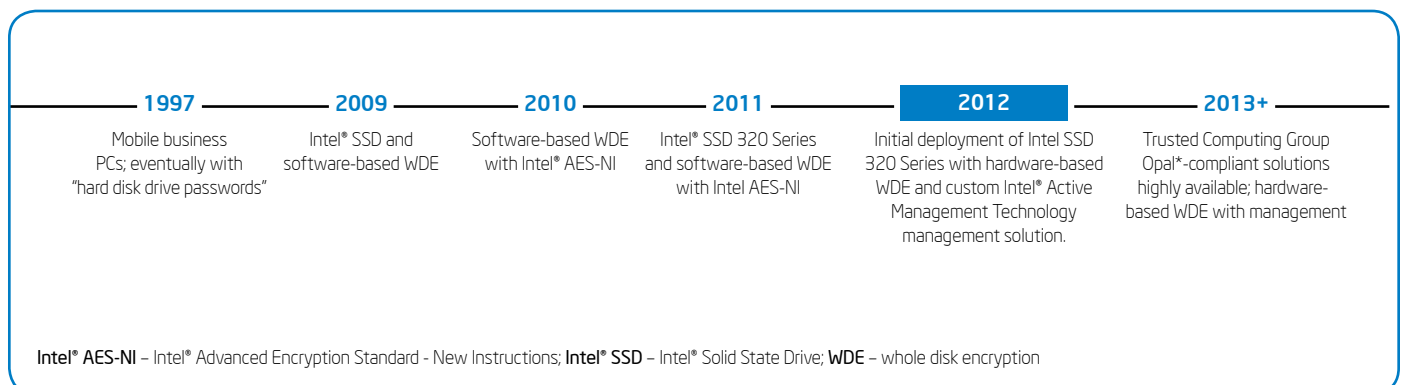 1997
Mobile business
PCs; eventually with
"hard disk drive passwords"
2009
Intel® SSD and
software-based WDE
2010
Software-based WDE
with Intel® AES-NI
2011
Intel® SSD 320 Series
and software-based WDE
with Intel AES-NI
2012
Initial deployment of Intel SSD
320 Series with hardware-based
WDE and custom Intel® Active
Management Technology
management solution.
2013+
Trusted Computing Group
Opal*-compliant solutions
highly available; hardware-
based WDE with management
Intel® AES-NI – Intel® Advanced Encryption Standard - New Instructions; Intel® SSD – Intel® Solid State Drive; WDE – whole disk encryption